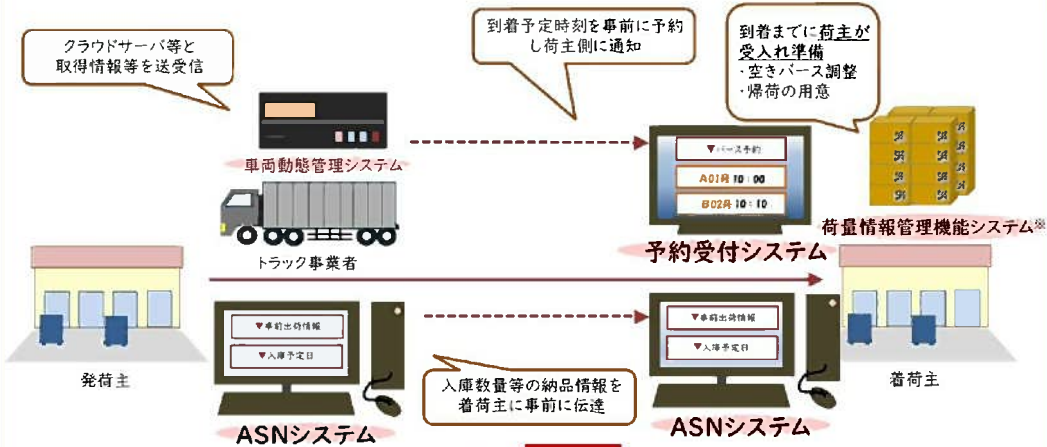 クラウドサーバ等と
取得情報等を送受信
到着予定時刻を事前に予約
し荷主側に通知
到着までに荷主が
受入れ準備
・空きバース調整
・帰荷の用意
車両動態管理システム
▼バース予約
A01号 10:00
B02号 10:10
荷量情報管理機能システム※
予約受付システム
トラック事業者
▼事前出荷情報
▼入庫予定日
▼事前出荷情報
▼入庫予定日
発荷主
着荷主
入庫数量等の納品情報を
着荷主に事前に伝達
ASNシステム
ASNシステム